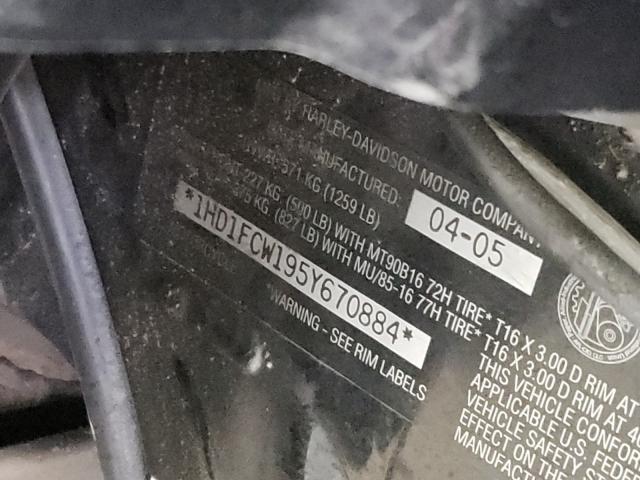 HARLEY-DAVIDSON MOTOR COMPANY
MANUFACTURED: 04-05
571 KG (1259 LB)
227 KG. (500 LB) WITH MT90B16 72H TIRE* T16 X 3.00 D RIM AT
375 KG. (827 LB) WITH MU/85-16 77H TIRE* T16 X 3.00 D RIM AT 4
*1HD1FCW195Y670884*
THIS VEHICLE CONFOR
APPLICABLE U.S. FEDE
VEHICLE SAFETY S
EFFECT ON THE
MANUFACT
*WARNING - SEE RIM LABELS